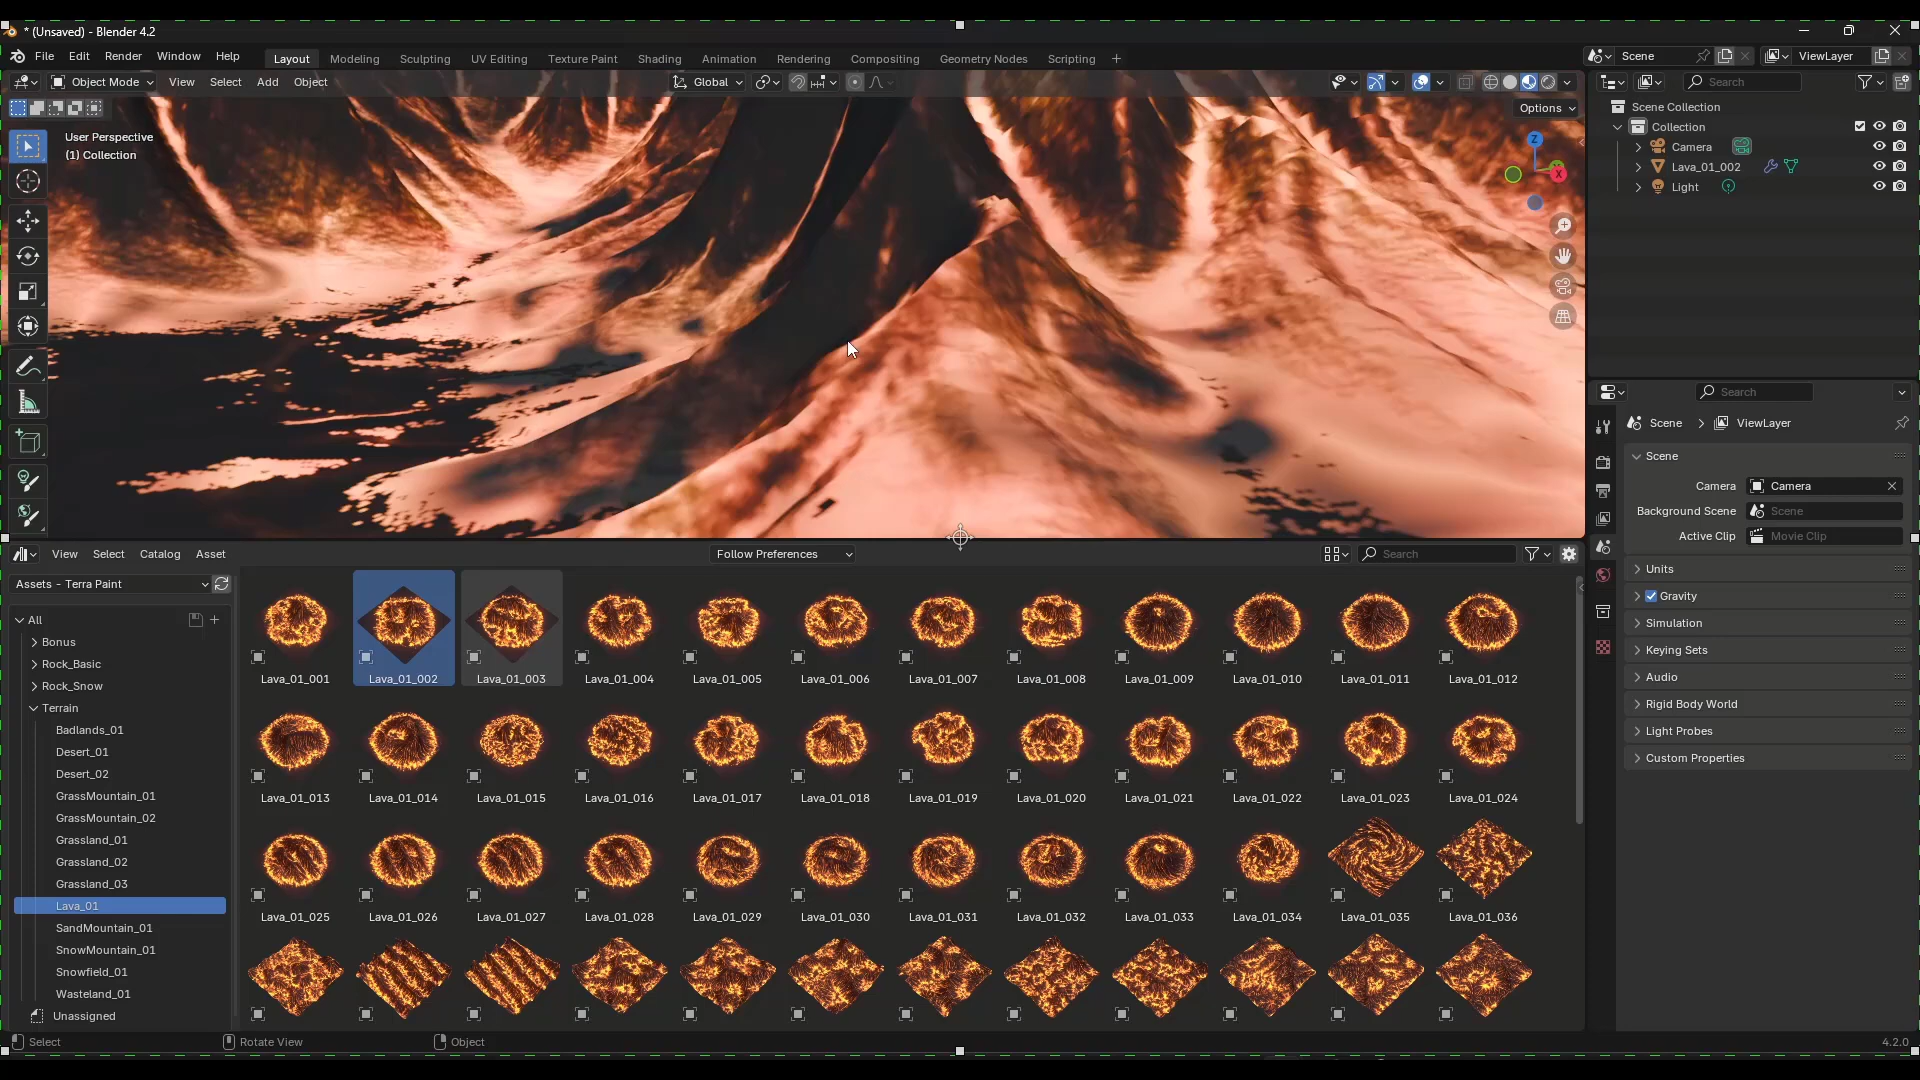 * (Unsaved) - Blender 4.2
File Edit Render Window Help
Layout Modeling Sculpting UV Editing Texture Paint Shading Animation Rendering Compositing Geometry Nodes Scripting +
Scene
ViewLayer
Object Mode View Select Add Object
Global
Search
Options
User Perspective
(1) Collection
Z
X
Scene Collection
Collection
Camera
Lava_01_002
Light
Search
Scene > ViewLayer
Scene
Camera Camera
Background Scene Scene
Active Clip Movie Clip
Units
Gravity
Simulation
Keying Sets
Audio
Rigid Body World
Light Probes
Custom Properties
View Select Catalog Asset
Follow Preferences
Search
Assets - Terra Paint
All
Bonus
Rock_Basic
Rock_Snow
Terrain
Badlands_01
Desert_01
Desert_02
GrassMountain_01
GrassMountain_02
Grassland_01
Grassland_02
Grassland_03
Lava_01
SandMountain_01
SnowMountain_01
Snowfield_01
Wasteland_01
Unassigned
Lava_01_001 Lava_01_002 Lava_01_003 Lava_01_004 Lava_01_005 Lava_01_006 Lava_01_007 Lava_01_008 Lava_01_009 Lava_01_010 Lava_01_011 Lava_01_012
Lava_01_013 Lava_01_014 Lava_01_015 Lava_01_016 Lava_01_017 Lava_01_018 Lava_01_019 Lava_01_020 Lava_01_021 Lava_01_022 Lava_01_023 Lava_01_024
Lava_01_025 Lava_01_026 Lava_01_027 Lava_01_028 Lava_01_029 Lava_01_030 Lava_01_031 Lava_01_032 Lava_01_033 Lava_01_034 Lava_01_035 Lava_01_036
Select
Rotate View
Object
4.2.0